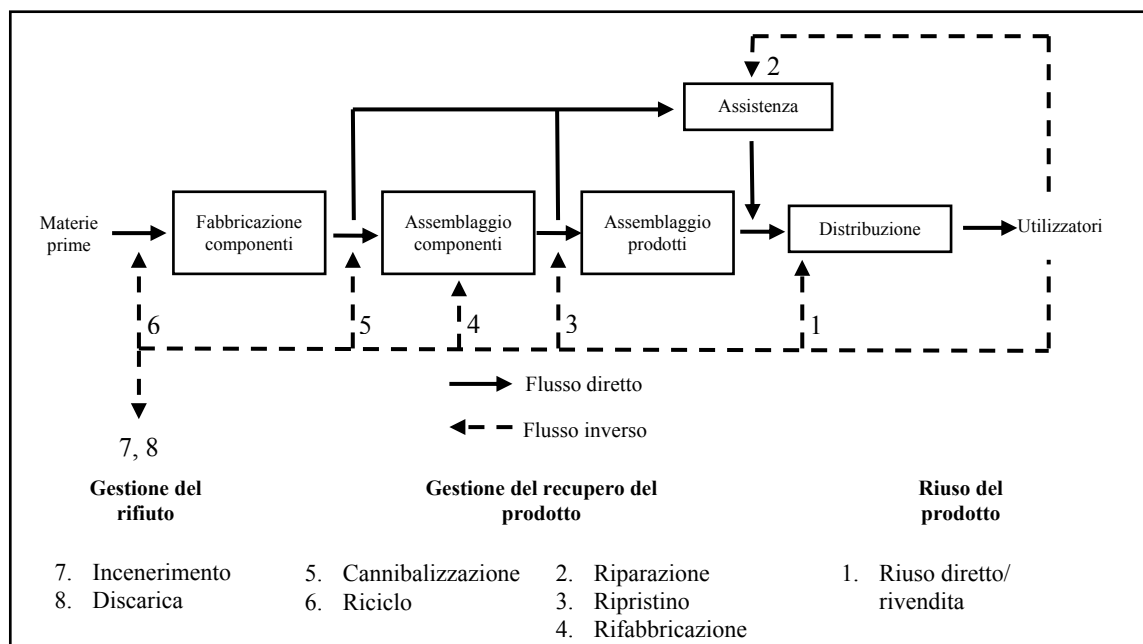 2
Assistenza
Materie
prime
Fabbricazione
componenti
Assemblaggio
componenti
Assemblaggio
prodotti
Distribuzione
Utilizzatori
6
5
4
3
1
Flusso diretto
Flusso inverso
7, 8
Gestione del
rifiuto
Gestione del recupero del
prodotto
Riuso del
prodotto
7. Incenerimento
8. Discarica
5. Cannibalizzazione
6. Riciclo
2. Riparazione
3. Ripristino
4. Rifabbricazione
1. Riuso diretto/
rivendita